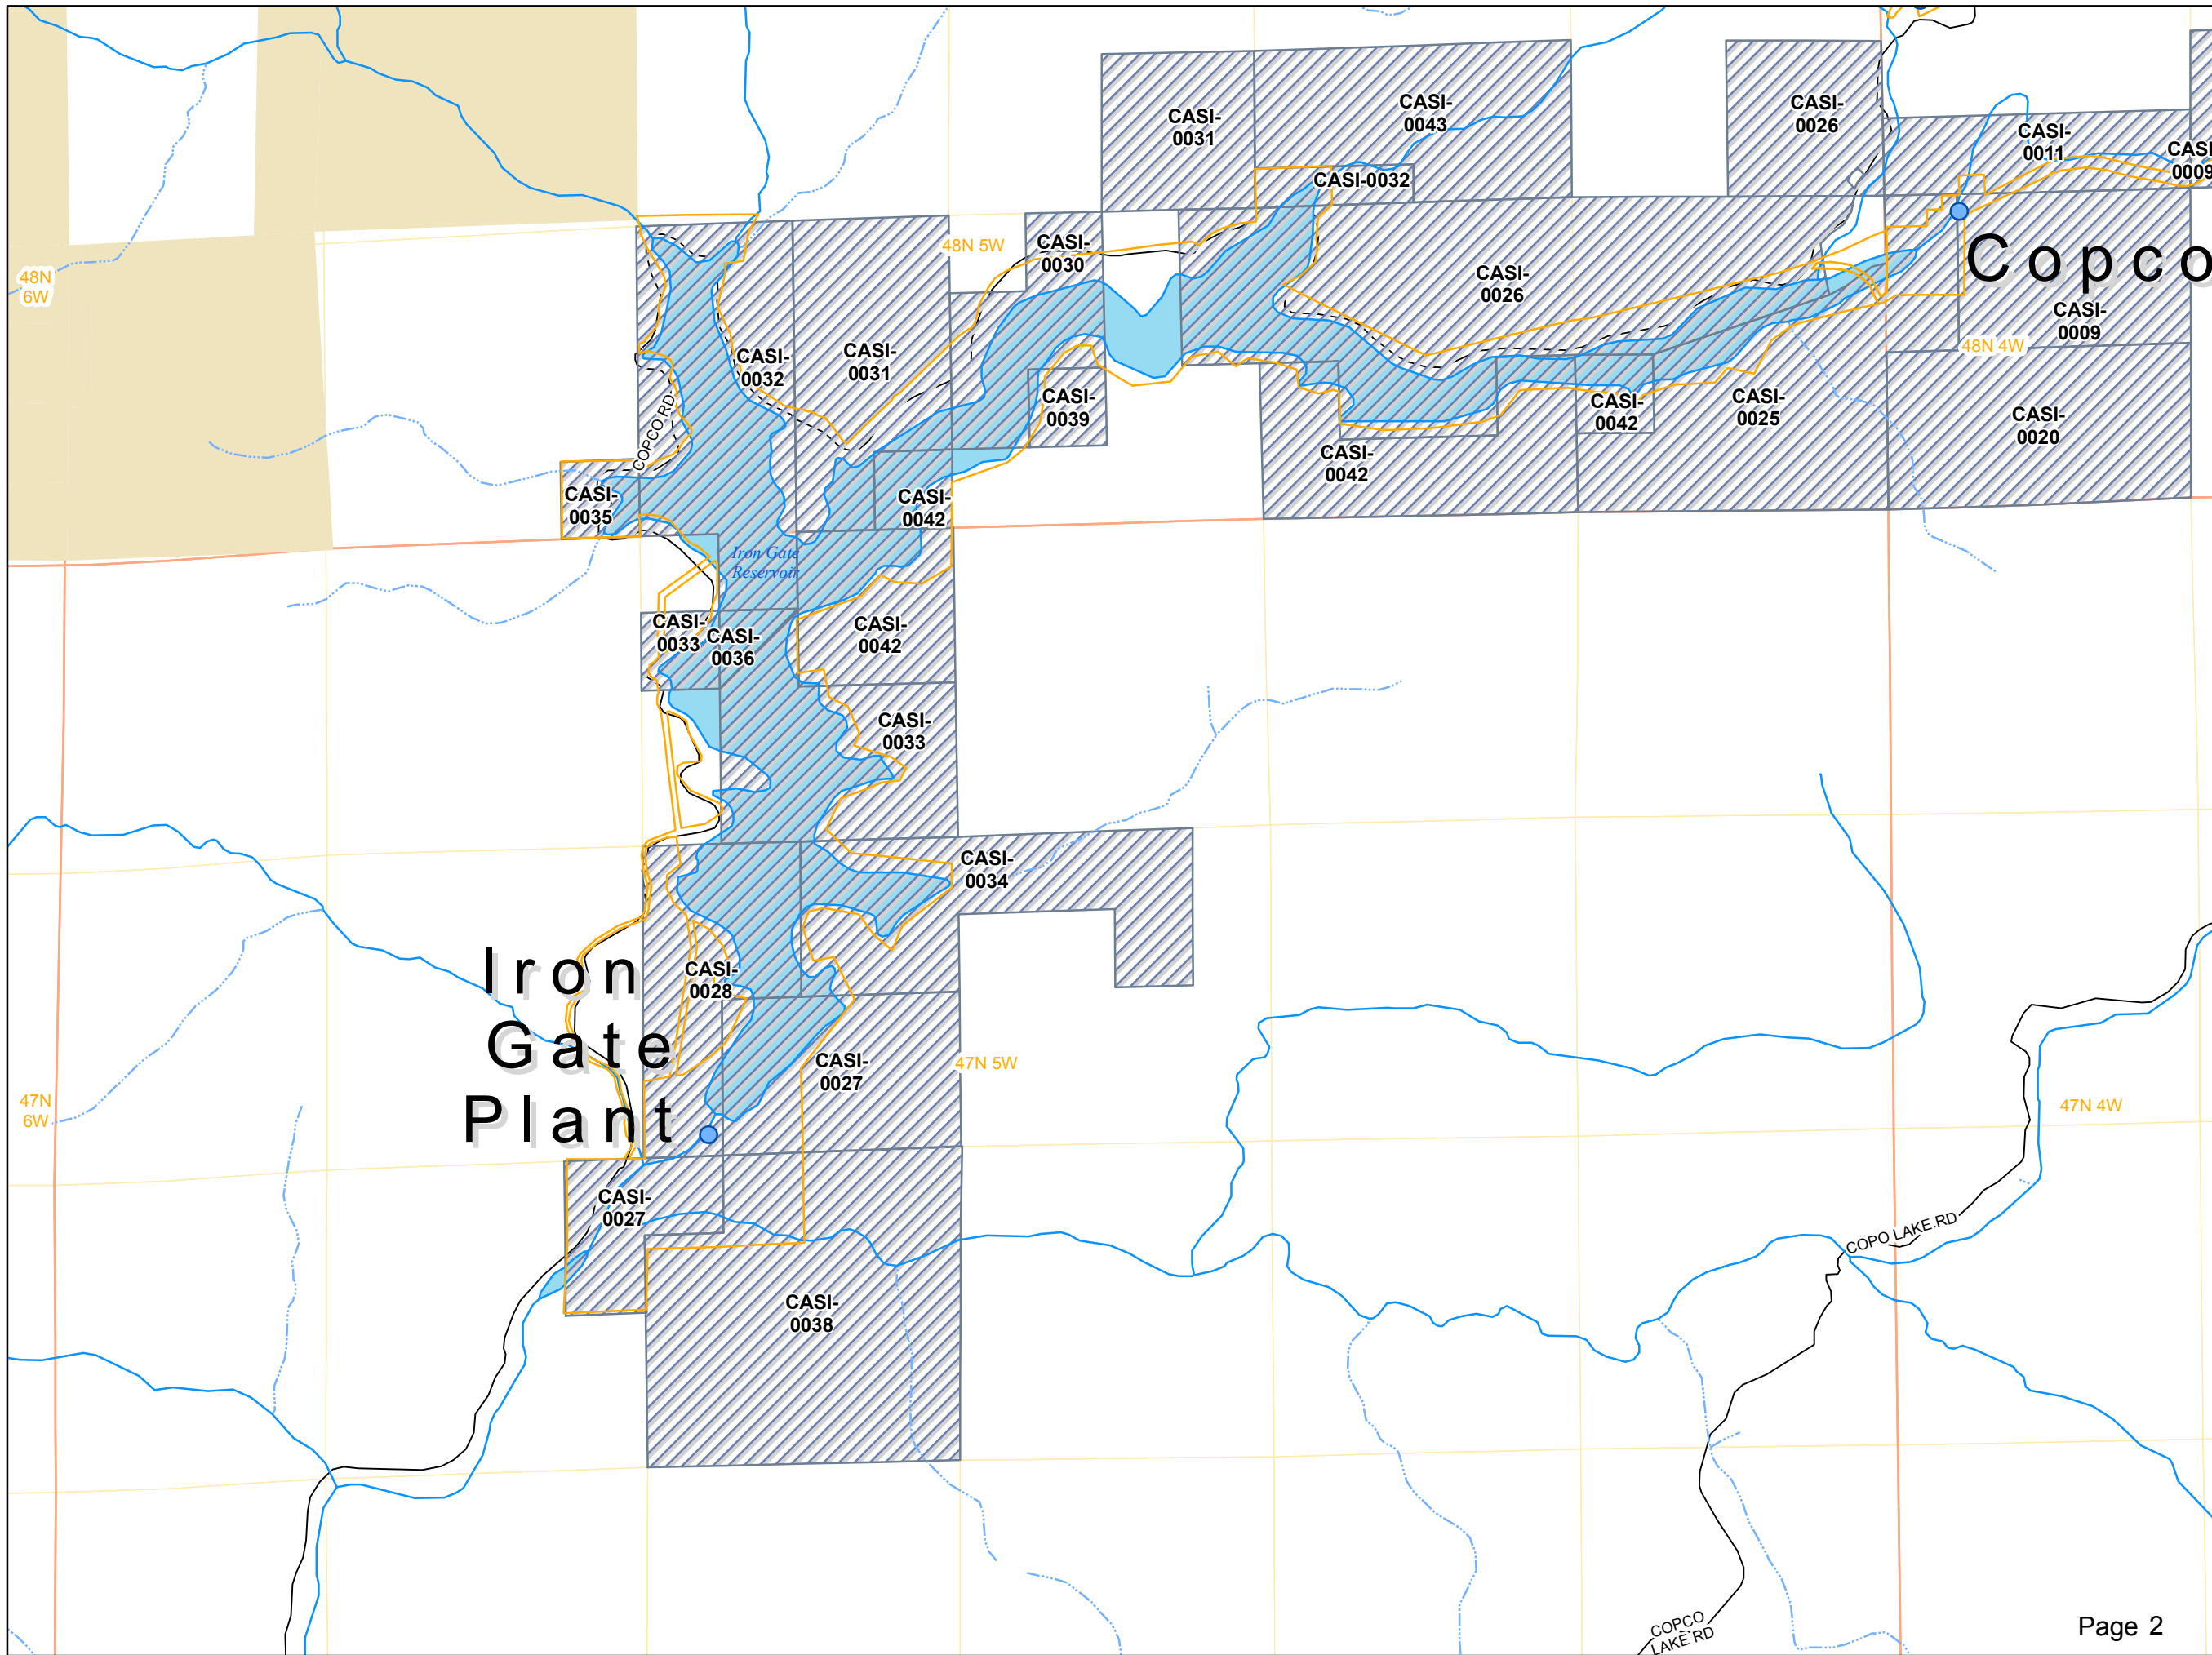 CASI-
0031
CASI-
0043
CASI-
0026
CASI-
0011
CASI-
0009
CASI-0032
48N 5W
CASI-
0030
48N
6W
CASI-
0026
Copco
CASI-
0009
48N 4W
CASI-
0032
CASI-
0031
COPCO RD
CASI-
0039
CASI-
0042
CASI-
0025
CASI-
0020
CASI-
0042
CASI-
0035
CASI-
0042
Iron Gate
Reservoir
CASI-
0033
CASI-
0036
CASI-
0042
CASI-
0033
CASI-
0034
Iron
Gate
Plant
CASI-
0028
CASI-
0027
47N 5W
47N
6W
47N 4W
CASI-
0027
COPO LAKE RD
CASI-
0038
COPCO
LAKE RD
Page 2